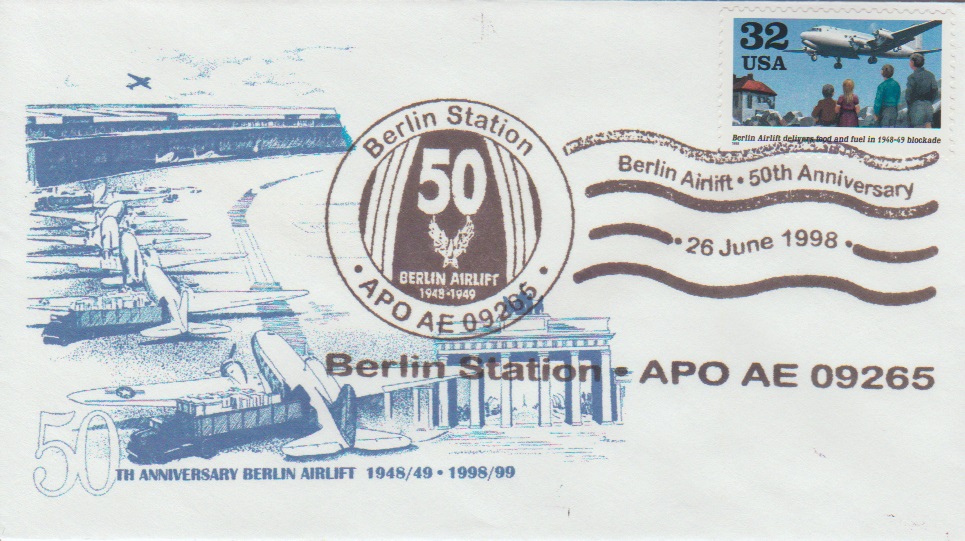 32
USA
Berlin Airlift delivers food and fuel in 1948-49 blockade
Berlin Station
50
BERLIN AIRLIFT
1948-1949
• APO AE 09265 •
Berlin Airlift • 50th Anniversary
• 26 June 1998 •
Berlin Station • APO AE 09265
50TH ANNIVERSARY BERLIN AIRLIFT 1948/49 • 1998/99